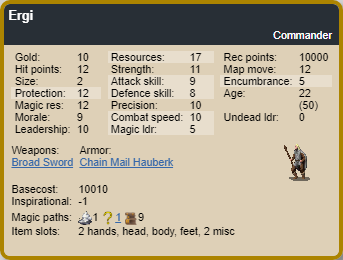 Ergi
Commander
Gold: 10 Resources: 17 Rec points: 10000
Hit points: 12 Strength: 11 Map move: 12
Size: 2 Attack skill: 9 Encumbrance: 5
Protection: 12 Defence skill: 8 Age: 22
Magic res: 12 Precision: 10 (50)
Morale: 9 Combat speed: 10 Undead ldr: 0
Leadership: 10 Magic ldr: 5
Weapons: Armor:
Broad Sword Chain Mail Hauberk
Basecost: 10010
Inspirational: -1
Magic paths: 1 ? 1 9
Item slots: 2 hands, head, body, feet, 2 misc